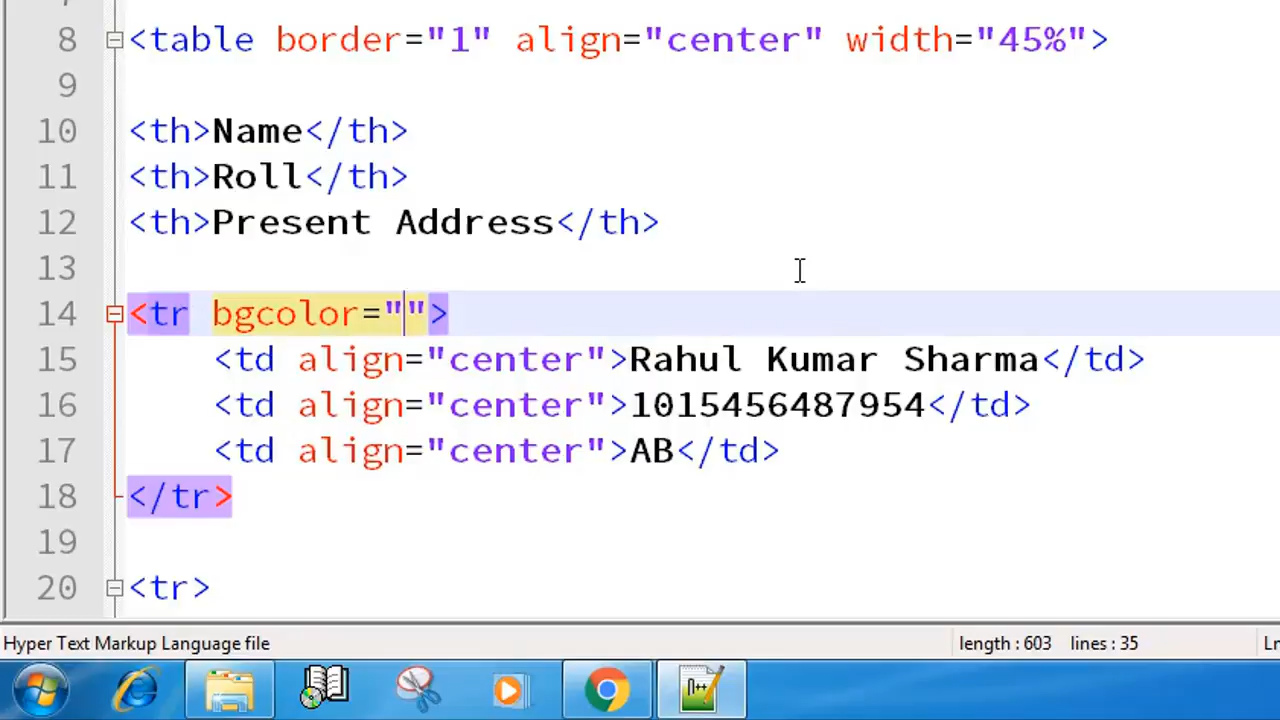 8 <table border="1" align="center" width="45%">
9
10 <th>Name</th>
11 <th>Roll</th>
12 <th>Present Address</th>
13
14 <tr bgcolor="">
15 <td align="center">Rahul Kumar Sharma</td>
16 <td align="center">1015456487954</td>
17 <td align="center">AB</td>
18 </tr>
19
20 <tr>
Hyper Text Markup Language file length : 603 lines : 35 Ln